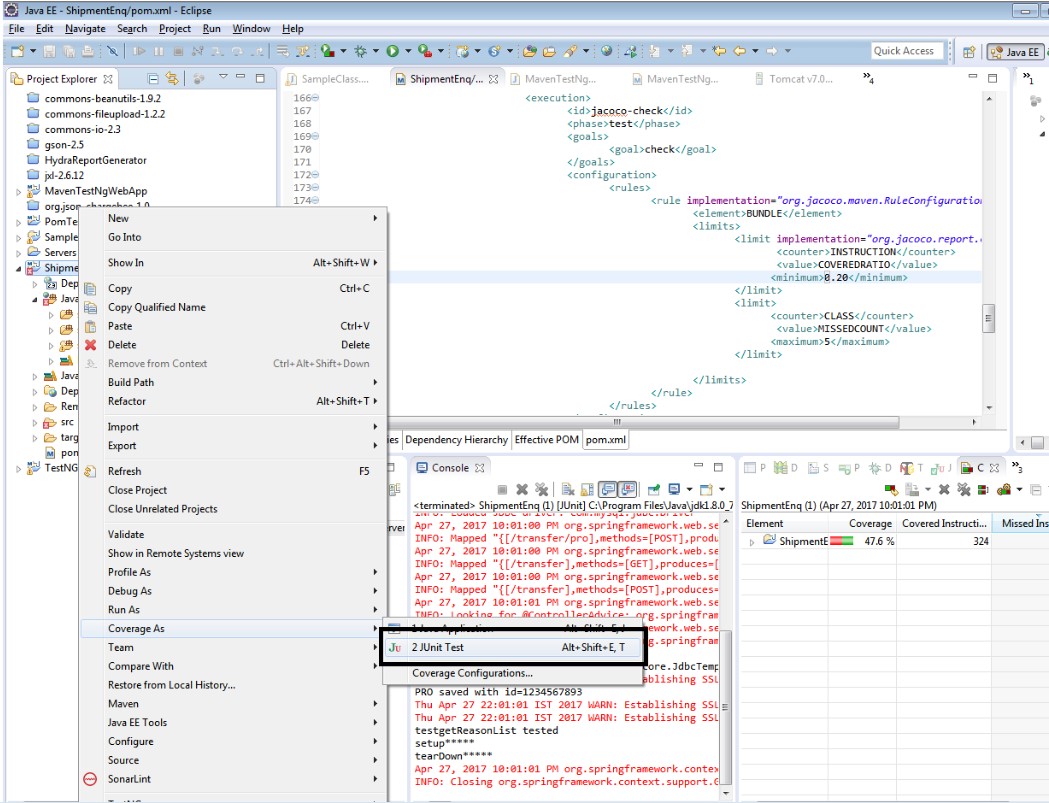 Java EE - ShipmentEnq/pom.xml - Eclipse
File Edit Navigate Search Project Run Window Help
Quick Access
Java EE
Project Explorer
commons-beanutils-1.9.2
commons-fileupload-1.2.2
commons-io-2.3
gson-2.5
HydraReportGenerator
jxl-2.6.12
MavenTestNgWebApp
org.json-chargebee-1.0
PomTe
Sample
Servers
Shipme
Dep
Java
Java
Dep
Ren
src
targ
pon
TestNG
SampleClass....
ShipmentEnq/...
MavenTestNg...
MavenTestNg...
Tomcat v7.0...
»4
»1
166 <execution>
167 <id>jacoco-check</id>
168 <phase>test</phase>
169 <goals>
170 <goal>check</goal>
171 </goals>
172 <configuration>
173 <rules>
174 <rule implementation="org.jacoco.maven.RuleConfiguration
<element>BUNDLE</element>
<limits>
<limit implementation="org.jacoco.report.
<counter>INSTRUCTION</counter>
<value>COVEREDRATIO</value>
<minimum>0.20</minimum>
</limit>
<limit>
<counter>CLASS</counter>
<value>MISSEDCOUNT</value>
<maximum>5</maximum>
</limit>
</limits>
</rule>
</rules>
ies Dependency Hierarchy Effective POM pom.xml
New
Go Into
Show In Alt+Shift+W
Copy Ctrl+C
Copy Qualified Name
Paste Ctrl+V
Delete Delete
Remove from Context Ctrl+Alt+Shift+Down
Build Path
Refactor Alt+Shift+T
Import
Export
Refresh F5
Close Project
Close Unrelated Projects
Validate
Show in Remote Systems view
Profile As
Debug As
Run As
Coverage As
Team
Compare With
Restore from Local History...
Maven
Java EE Tools
Configure
Source
SonarLint
1 Java Application Alt+Shift+E, J
Ju 2 JUnit Test Alt+Shift+E, T
Coverage Configurations...
Console
<terminated> ShipmentEnq (1) [JUnit] C:\Program Files\Java\jdk1.8.0_7
INFO: Loaded JDBC driver: com.mysql.jdbc.Driver
Apr 27, 2017 10:01:00 PM org.springframework.web.se
INFO: Mapped "{[/transfer/pro],methods=[POST],produ
Apr 27, 2017 10:01:00 PM org.springframework.web.se
INFO: Mapped "{[/transfer],methods=[GET],produces=[
Apr 27, 2017 10:01:00 PM org.springframework.web.se
INFO: Mapped "{[/transfer],methods=[POST],produces=
Apr 27, 2017 10:01:01 PM org.springframework.web.se
INFO: Looking for @ControllerAdvice: org.springfram
work.web.se
g.springfram
core.JdbcTemp
ablishing SSL
PRO saved with id=1234567893
Thu Apr 27 22:01:01 IST 2017 WARN: Establishing SSL
Thu Apr 27 22:01:01 IST 2017 WARN: Establishing SSL
testgetReasonList tested
setup*****
tearDown*****
Apr 27, 2017 10:01:01 PM org.springframework.contex
INFO: Closing org.springframework.context.support.G
P D S P D T J C »3
ShipmentEnq (1) (Apr 27, 2017 10:01:01 PM)
Element Coverage Covered Instructi... Missed Ins
ShipmentE 47.6 % 324